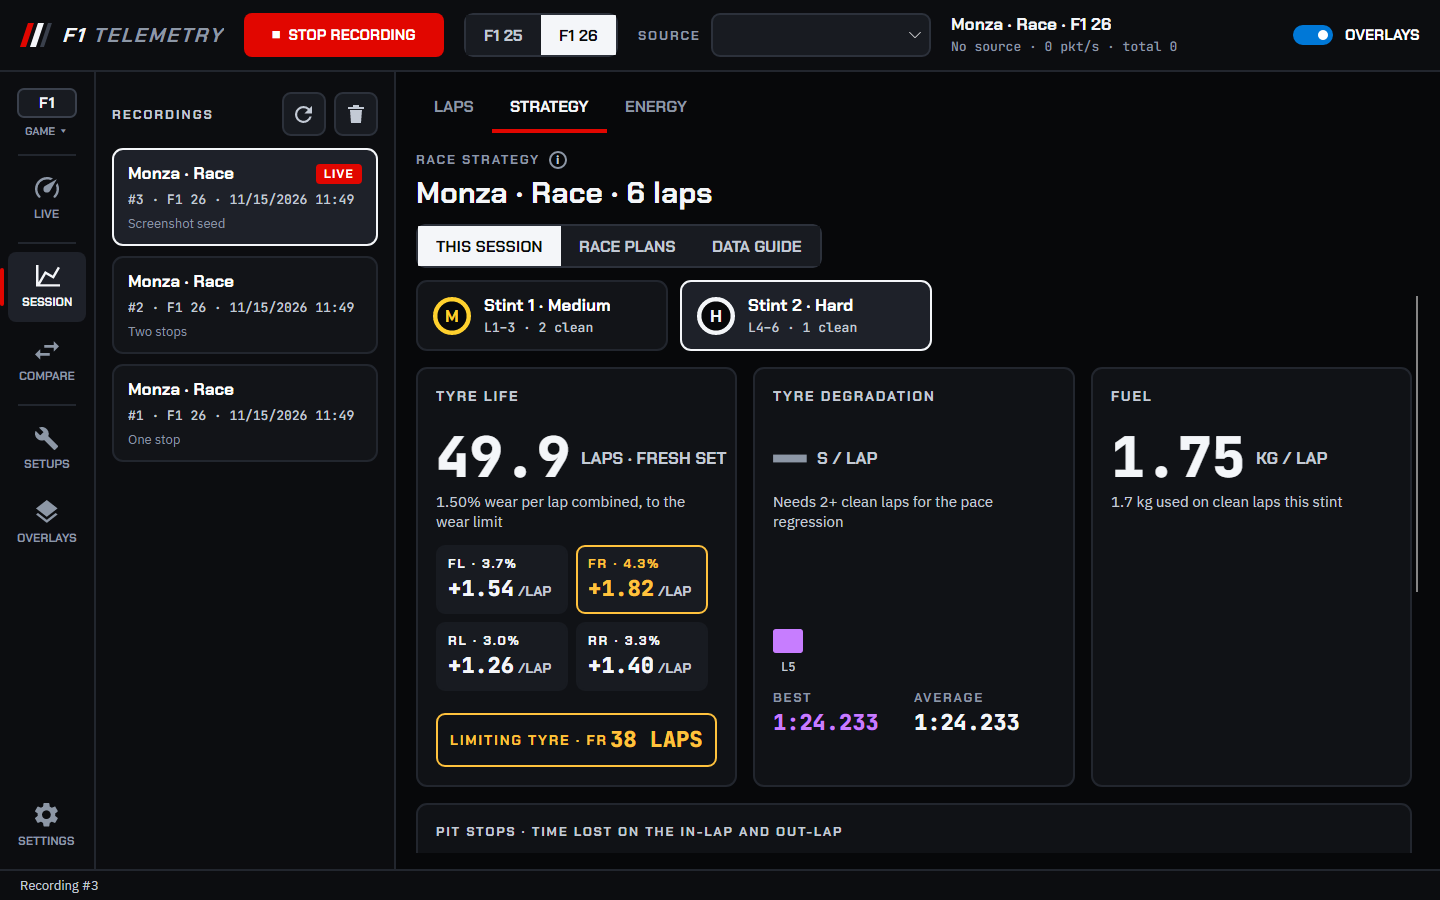 F1 TELEMETRY
STOP RECORDING
F1 25
F1 26
SOURCE
Monza · Race · F1 26
No source · 0 pkt/s · total 0
OVERLAYS
F1
GAME
LIVE
SESSION
COMPARE
SETUPS
OVERLAYS
SETTINGS
RECORDINGS
Monza · Race
LIVE
#3 · F1 26 · 11/15/2026 11:49
Screenshot seed
Monza · Race
#2 · F1 26 · 11/15/2026 11:49
Two stops
Monza · Race
#1 · F1 26 · 11/15/2026 11:49
One stop
LAPS
STRATEGY
ENERGY
RACE STRATEGY
Monza · Race · 6 laps
THIS SESSION
RACE PLANS
DATA GUIDE
M
Stint 1 · Medium
L1–3 · 2 clean
H
Stint 2 · Hard
L4–6 · 1 clean
TYRE LIFE
49.9 LAPS · FRESH SET
1.50% wear per lap combined, to the
wear limit
FL · 3.7%
+1.54 /LAP
FR · 4.3%
+1.82 /LAP
RL · 3.0%
+1.26 /LAP
RR · 3.3%
+1.40 /LAP
LIMITING TYRE · FR 38 LAPS
TYRE DEGRADATION
— S / LAP
Needs 2+ clean laps for the pace
regression
L5
BEST
1:24.233
AVERAGE
1:24.233
FUEL
1.75 KG / LAP
1.7 kg used on clean laps this stint
PIT STOPS · TIME LOST ON THE IN-LAP AND OUT-LAP
Recording #3